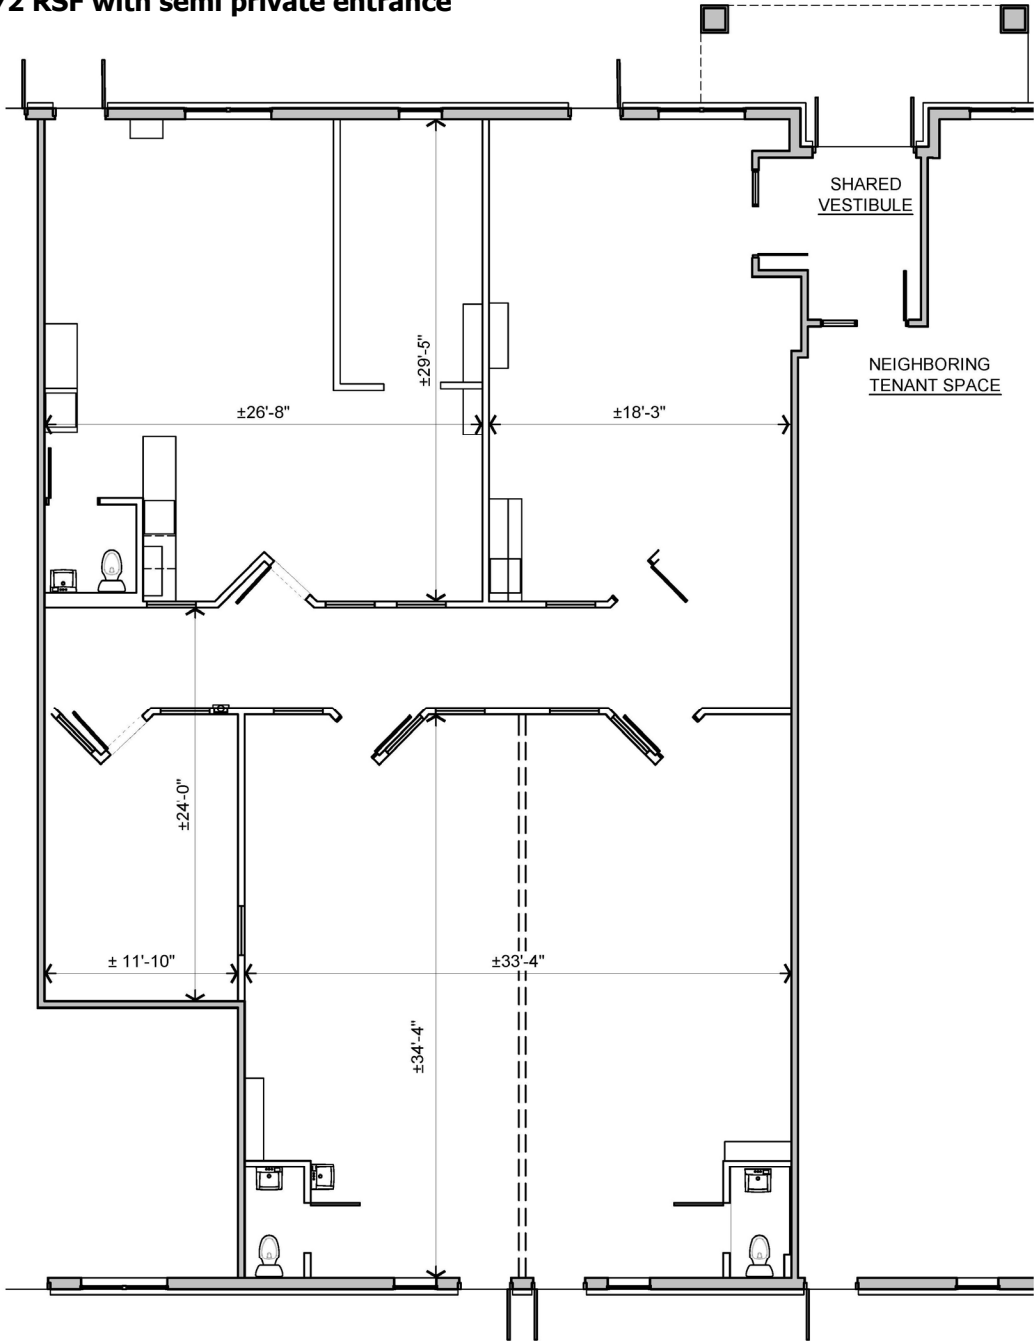 72 RSF with semi private entrance
SHARED
VESTIBULE
NEIGHBORING
TENANT SPACE
±29'-5"
±26'-8"
±18'-3"
±24'-0"
± 11'-10"
±33'-4"
±34'-4"